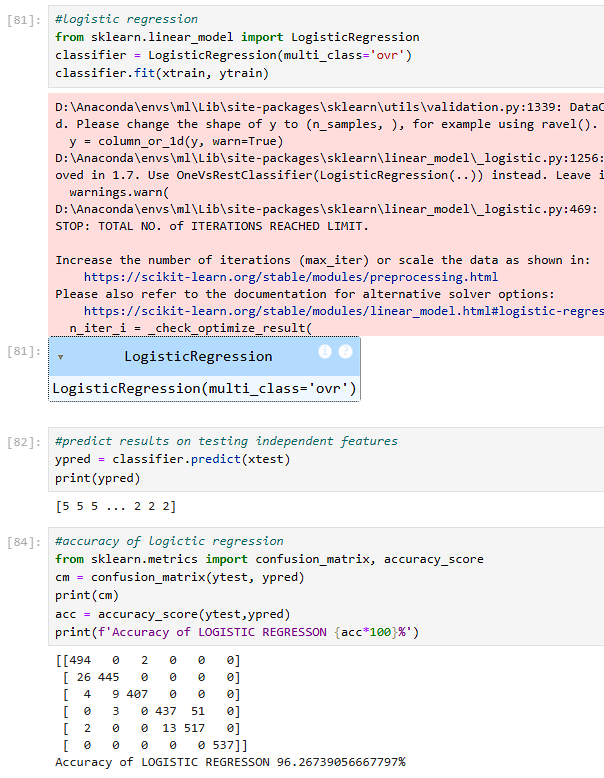 [81]: #logistic regression
from sklearn.linear_model import LogisticRegression
classifier = LogisticRegression(multi_class='ovr')
classifier.fit(xtrain, ytrain)
D:\Anaconda\envs\ml\Lib\site-packages\sklearn\utils\validation.py:1339: DataC
d. Please change the shape of y to (n_samples, ), for example using ravel().
y = column_or_1d(y, warn=True)
D:\Anaconda\envs\ml\Lib\site-packages\sklearn\linear_model\_logistic.py:1256:
oved in 1.7. Use OneVsRestClassifier(LogisticRegression(..)) instead. Leave i
warnings.warn(
D:\Anaconda\envs\ml\Lib\site-packages\sklearn\linear_model\_logistic.py:469:
STOP: TOTAL NO. of ITERATIONS REACHED LIMIT.
Increase the number of iterations (max_iter) or scale the data as shown in:
https://scikit-learn.org/stable/modules/preprocessing.html
Please also refer to the documentation for alternative solver options:
https://scikit-learn.org/stable/modules/linear_model.html#logistic-regres
n_iter_i = _check_optimize_result(
[81]: ▾ LogisticRegression i ?
LogisticRegression(multi_class='ovr')
[82]: #predict results on testing independent features
ypred = classifier.predict(xtest)
print(ypred)
[5 5 5 ... 2 2 2]
[84]: #accuracy of logictic regression
from sklearn.metrics import confusion_matrix, accuracy_score
cm = confusion_matrix(ytest, ypred)
print(cm)
acc = accuracy_score(ytest,ypred)
print(f'Accuracy of LOGISTIC REGRESSON {acc*100}%')
[[494 0 2 0 0 0]
[ 26 445 0 0 0 0]
[ 4 9 407 0 0 0]
[ 0 3 0 437 51 0]
[ 2 0 0 13 517 0]
[ 0 0 0 0 0 537]]
Accuracy of LOGISTIC REGRESSON 96.26739056667797%